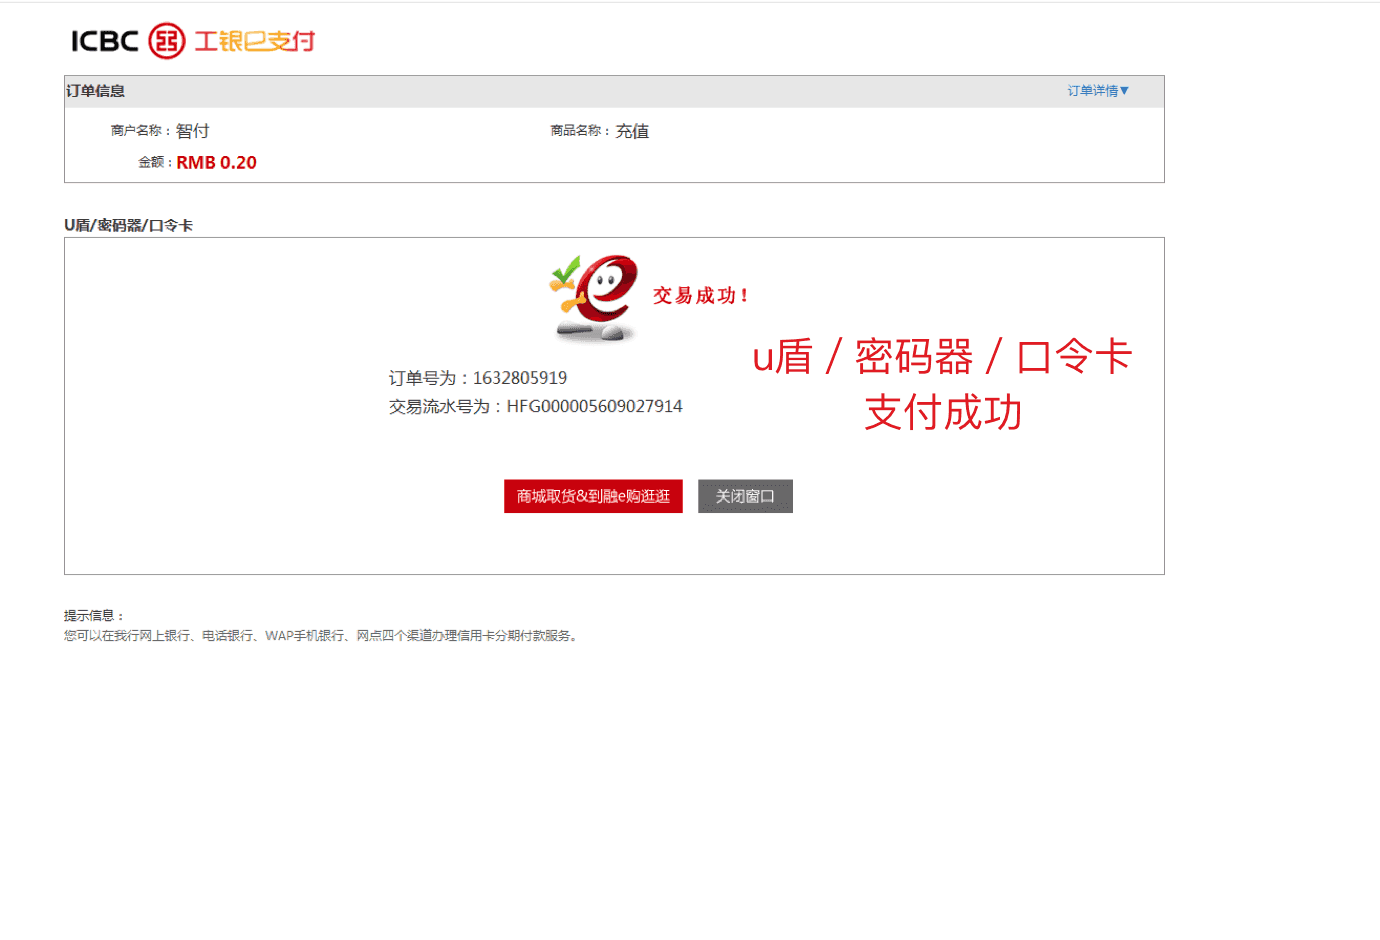 ICBC 工银e支付
订单信息 订单详情▼
商户名称：智付 商品名称：充值
金额：RMB 0.20
U盾/密码器/口令卡
交易成功！
u盾 / 密码器 / 口令卡
支付成功
订单号为：1632805919
交易流水号为：HFG000005609027914
商城取货&到融e购逛逛 关闭窗口
提示信息：
您可以在我行网上银行、电话银行、WAP手机银行、网点四个渠道办理信用卡分期付款服务。